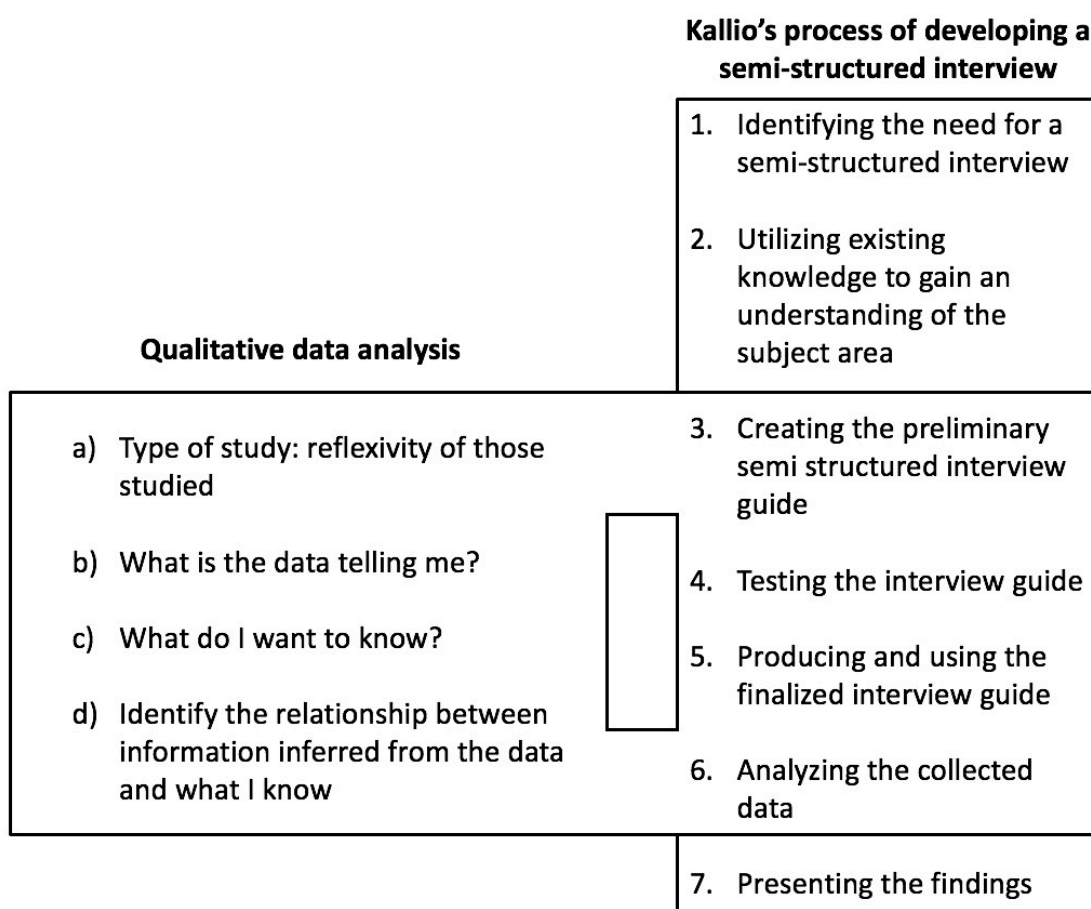 Kallio’s process of developing a
semi-structured interview
1. Identifying the need for a
semi-structured interview
2. Utilizing existing
knowledge to gain an
understanding of the
subject area
Qualitative data analysis
a) Type of study: reflexivity of those
studied
b) What is the data telling me?
c) What do I want to know?
d) Identify the relationship between
information inferred from the data
and what I know
3. Creating the preliminary
semi structured interview
guide
4. Testing the interview guide
5. Producing and using the
finalized interview guide
6. Analyzing the collected
data
7. Presenting the findings